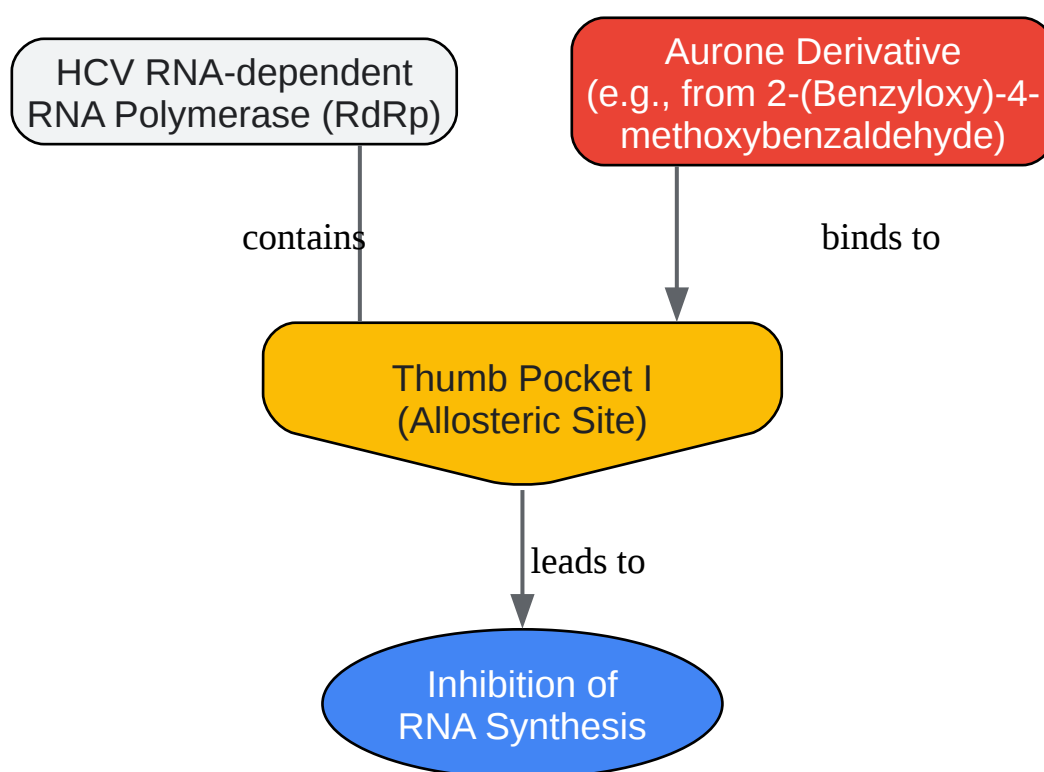 HCV RNA-dependent
RNA Polymerase (RdRp)
Aurone Derivative
(e.g., from 2-(Benzyloxy)-4-
methoxybenzaldehyde)
contains
binds to
Thumb Pocket I
(Allosteric Site)
leads to
Inhibition of
RNA Synthesis